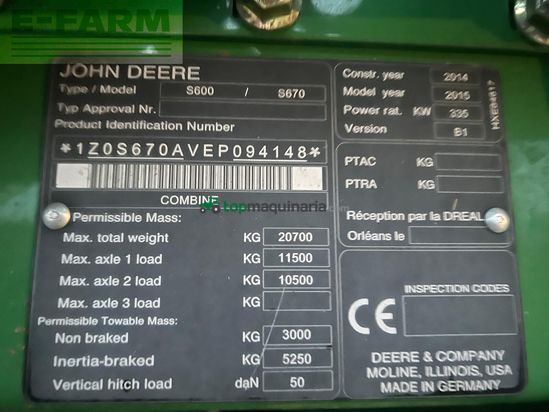 E-FARM
JOHN DEERE
Type / Model S600 / S670
Typ Approval Nr.
Product Identification Number
*1Z0S670AVEP094148*
COMBINE
topmaquinaria.com
Permissible Mass:
Max. total weight KG 20700
Max. axle 1 load KG 11500
Max. axle 2 load KG 10500
Max. axle 3 load KG
Permissible Towable Mass:
Non braked KG 3000
Inertia-braked KG 5250
Vertical hitch load daN 50
Constr. year 2014
Model year 2015
Power rat. KW 335
Version B1
HXE84617
PTAC KG
PTRA KG
Réception par la DREAL
Orléans le
CE
INSPECTION CODES
DEERE & COMPANY
MOLINE, ILLINOIS, USA
MADE IN GERMANY